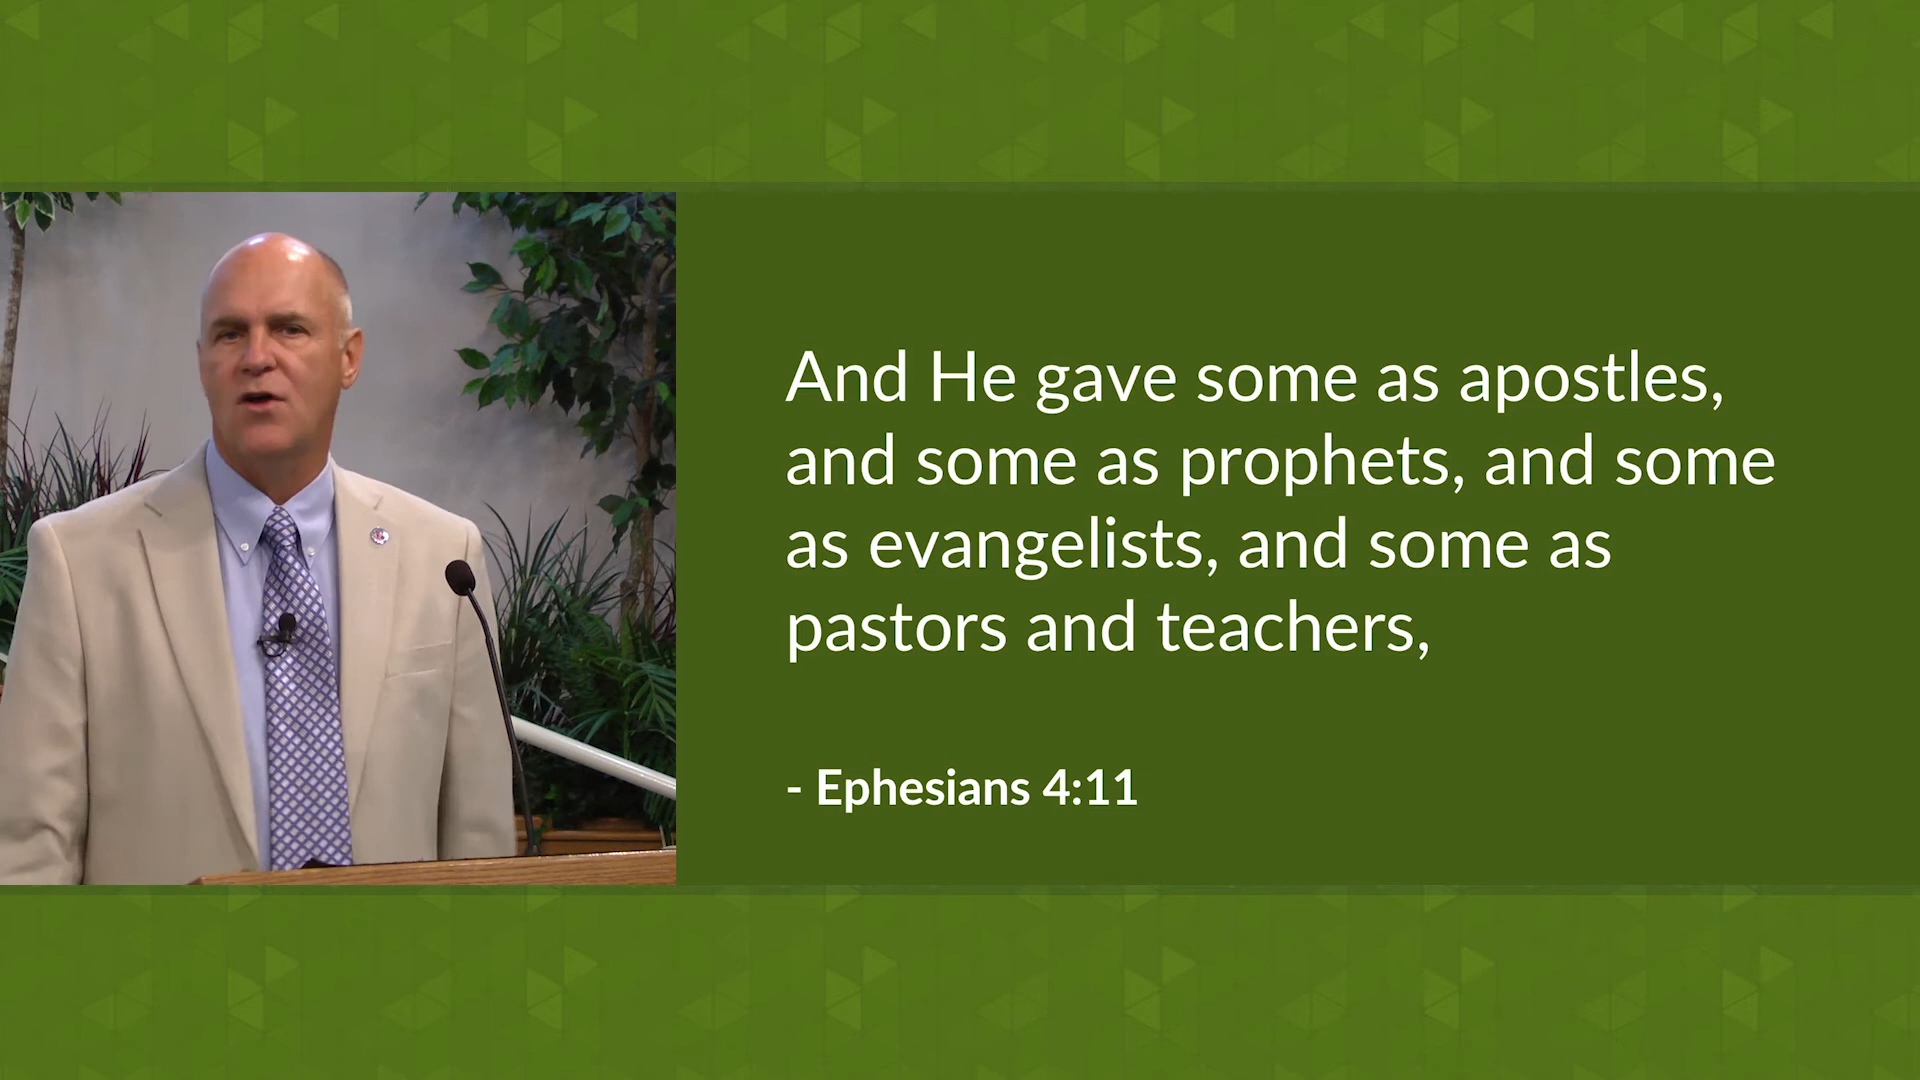 And He gave some as apostles,
and some as prophets, and some
as evangelists, and some as
pastors and teachers,
- Ephesians 4:11